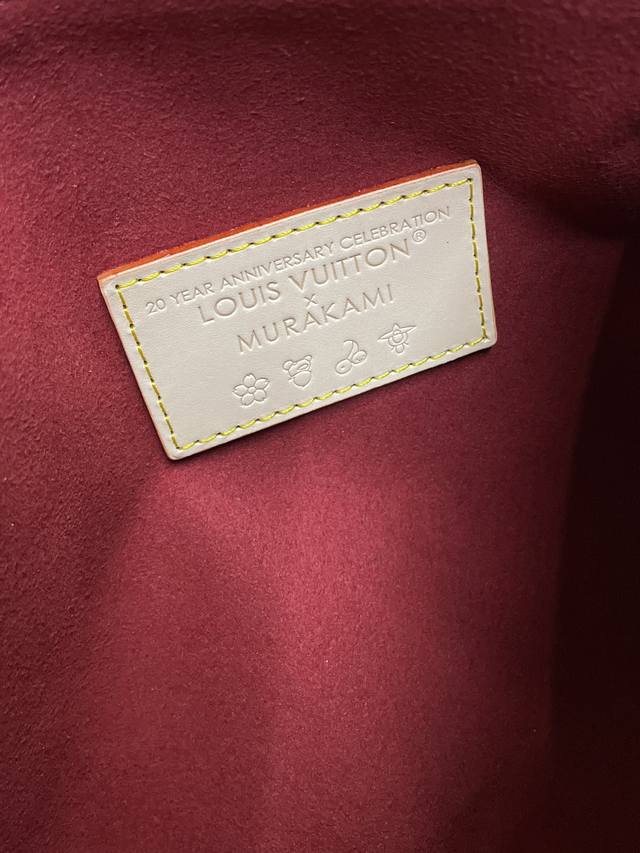 20 YEAR ANNIVERSARY CELEBRATION
LOUIS VUITTON®
×
MURAKAMI